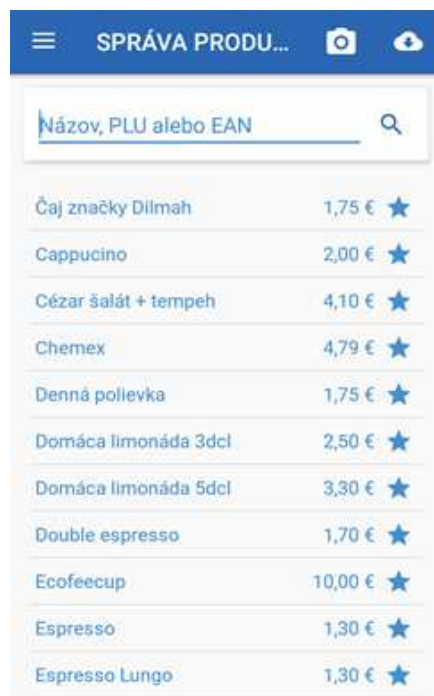 SPRÁVA PRODU...
Názov, PLU alebo EAN
Čaj značky Dilmah 1,75 €
Cappucino 2,00 €
Cézar šalát + tempeh 4,10 €
Chemex 4,79 €
Denná polievka 1,75 €
Domáca limonáda 3dcl 2,50 €
Domáca limonáda 5dcl 3,30 €
Double espresso 1,70 €
Ecofeecup 10,00 €
Espresso 1,30 €
Espresso Lungo 1,30 €